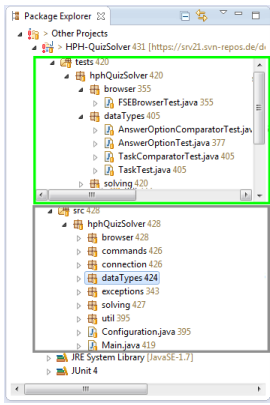 Package Explorer
> Other Projects
> HPH-QuizSolver 431 [https://srv21.svn-repos.de/de
tests 420
hphQuizSolver 420
browser 355
FSEBrowserTest.java 355
dataTypes 405
AnswerOptionComparatorTest.jav
AnswerOptionTest.java 377
TaskComparatorTest.java 405
TaskTest.java 405
solving 420
src 428
hphQuizSolver 428
browser 428
commands 426
connection 426
dataTypes 424
exceptions 343
solving 427
util 395
Configuration.java 395
Main.java 419
JRE System Library [JavaSE-1.7]
JUnit 4